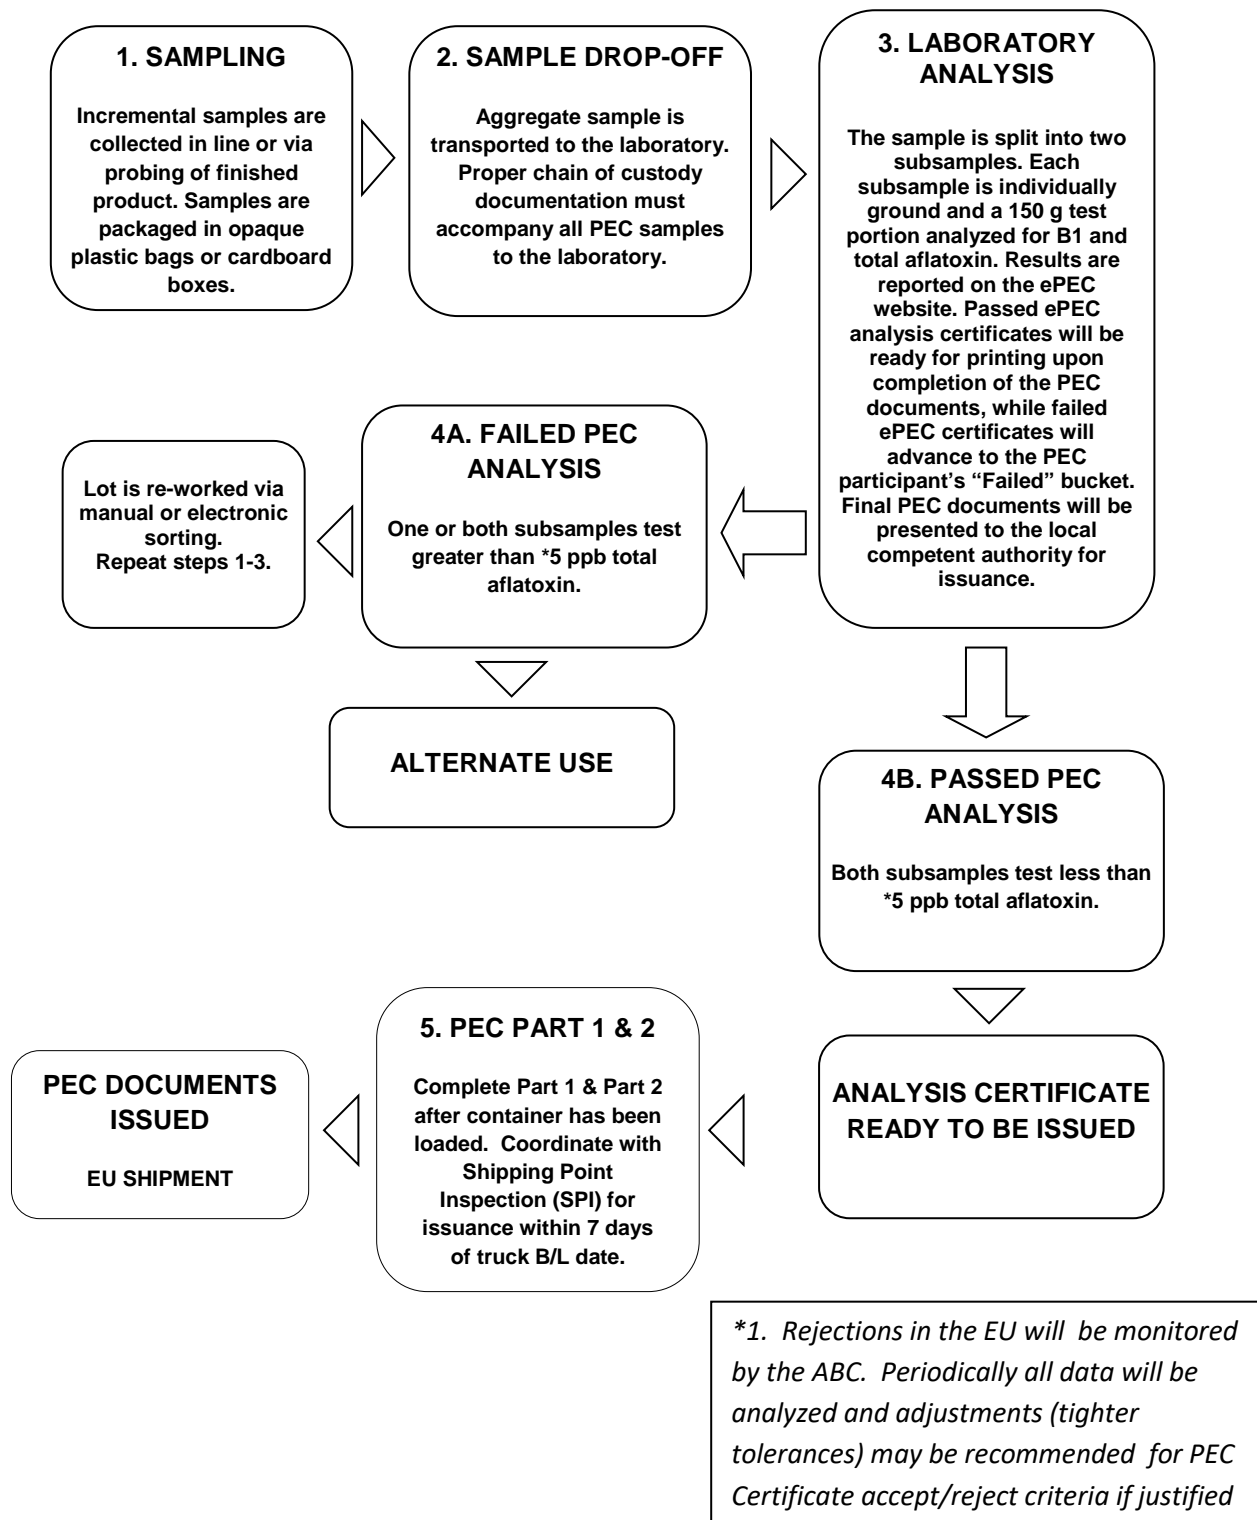 1. SAMPLING
Incremental samples are
collected in line or via
probing of finished
product. Samples are
packaged in opaque
plastic bags or cardboard
boxes.
2. SAMPLE DROP-OFF
Aggregate sample is
transported to the laboratory.
Proper chain of custody
documentation must
accompany all PEC samples
to the laboratory.
3. LABORATORY
ANALYSIS
The sample is split into two
subsamples. Each
subsample is individually
ground and a 150 g test
portion analyzed for B1 and
total aflatoxin. Results are
reported on the ePEC
website. Passed ePEC
analysis certificates will be
ready for printing upon
completion of the PEC
documents, while failed
ePEC certificates will
advance to the PEC
participant’s “Failed” bucket.
Final PEC documents will be
presented to the local
competent authority for
issuance.
4A. FAILED PEC
ANALYSIS
One or both subsamples test
greater than *5 ppb total
aflatoxin.
Lot is re-worked via
manual or electronic
sorting.
Repeat steps 1-3.
ALTERNATE USE
4B. PASSED PEC
ANALYSIS
Both subsamples test less than
*5 ppb total aflatoxin.
ANALYSIS CERTIFICATE
READY TO BE ISSUED
5. PEC PART 1 & 2
Complete Part 1 & Part 2
after container has been
loaded.  Coordinate with
Shipping Point
Inspection (SPI) for
issuance within 7 days
of truck B/L date.
PEC DOCUMENTS
ISSUED
EU SHIPMENT
*1.  Rejections in the EU will  be monitored
by the ABC.  Periodically all data will be
analyzed and adjustments (tighter
tolerances) may be recommended  for PEC
Certificate accept/reject criteria if justified